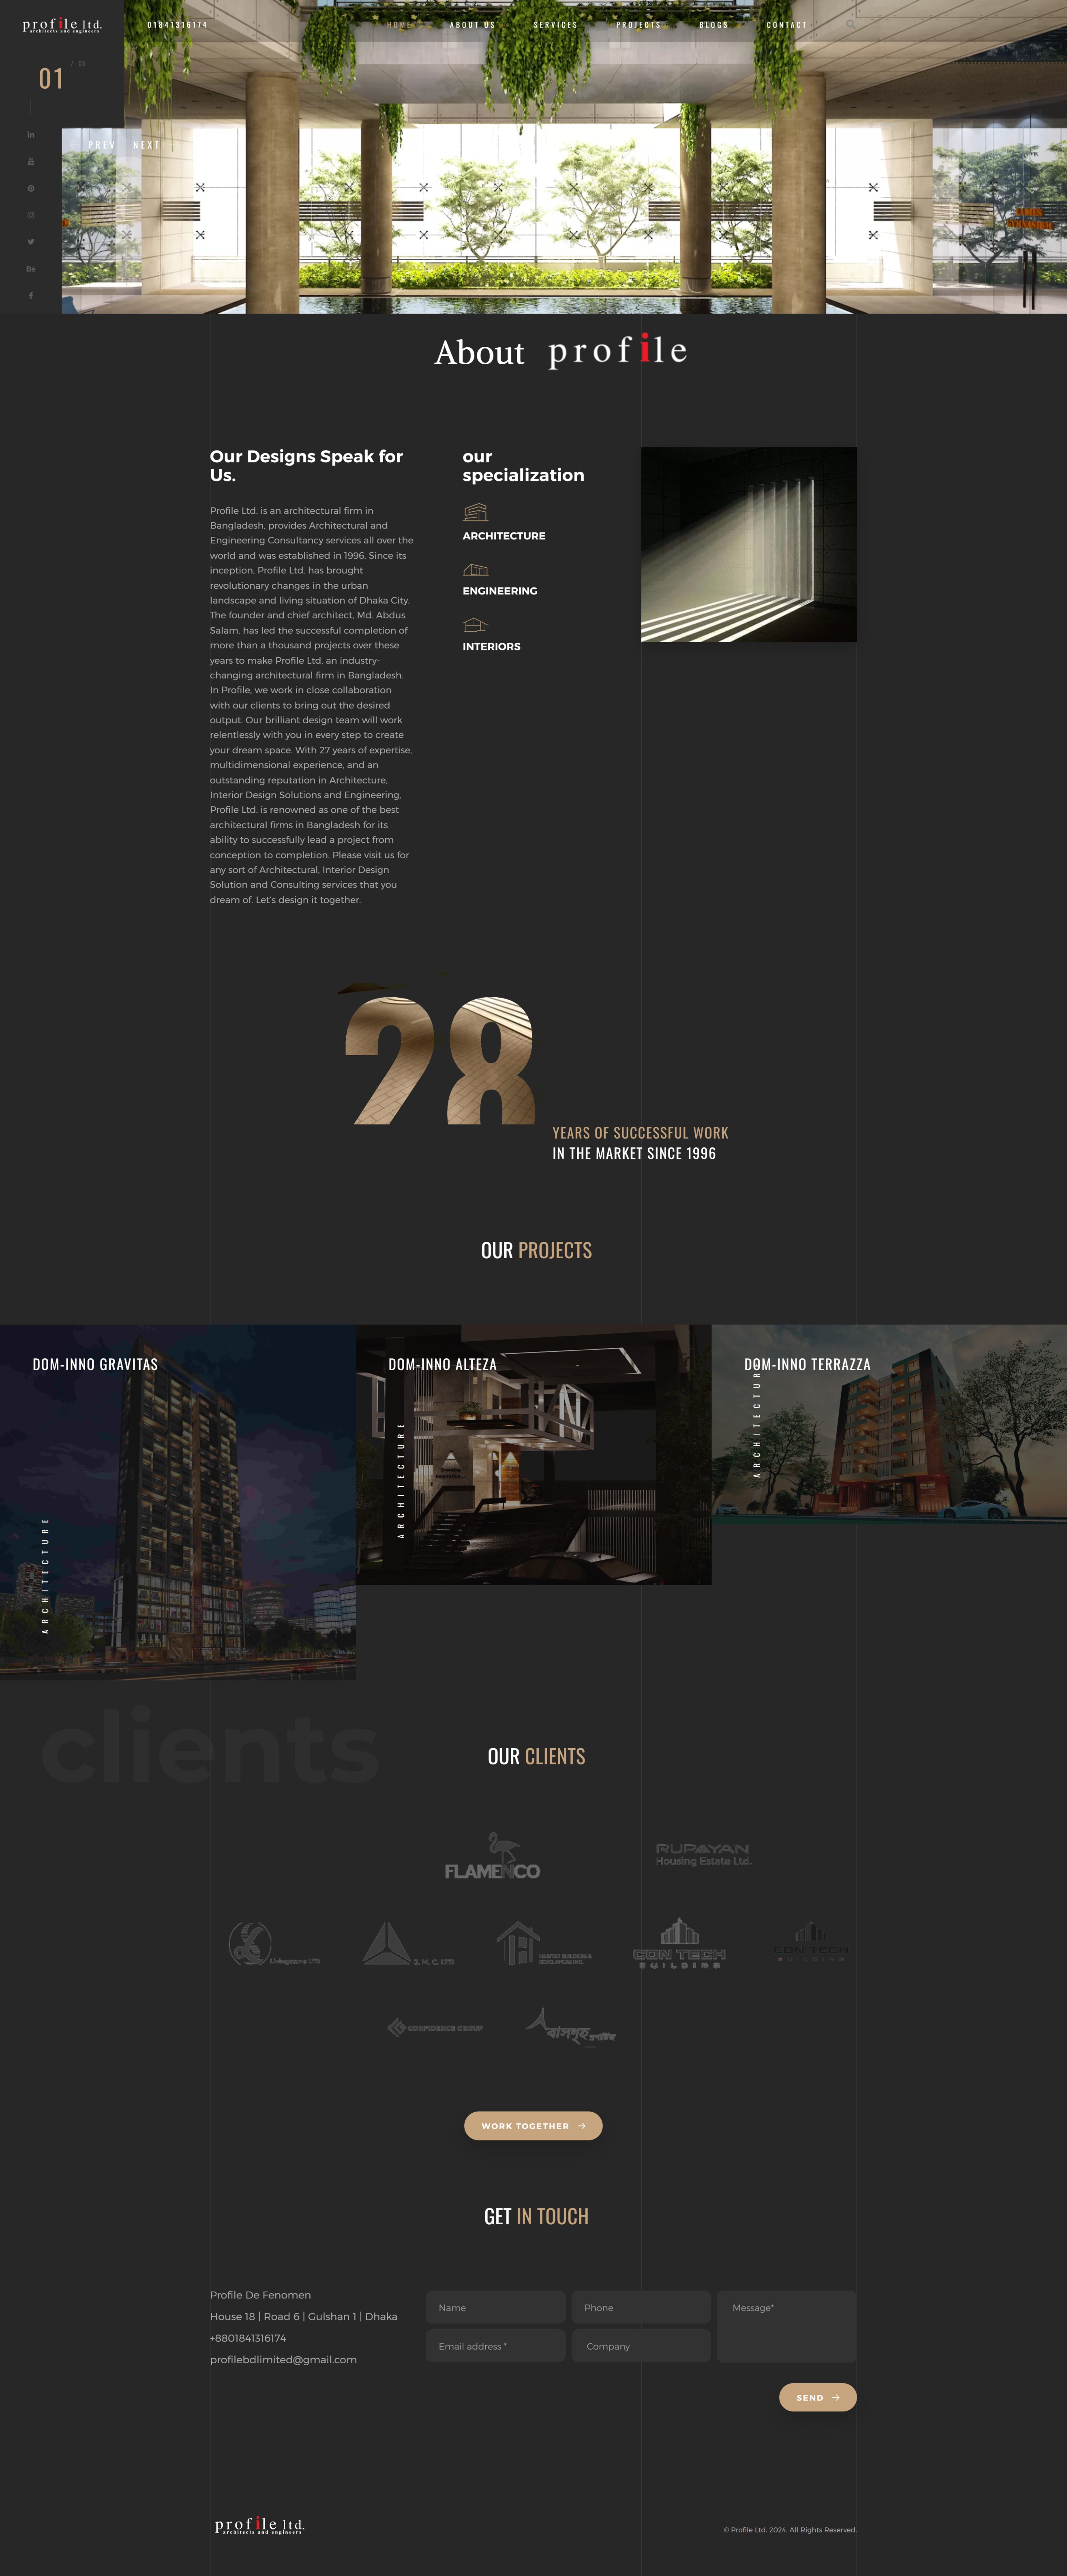 profile ltd.
architects and engineers
01841316174
HOME
ABOUT US
SERVICES
PROJECTS
BLOGS
CONTACT
01
/ 05
in
PREV NEXT
Bē
About profile
Our Designs Speak for
Us.
Profile Ltd. is an architectural firm in
Bangladesh, provides Architectural and
Engineering Consultancy services all over the
world and was established in 1996. Since its
inception, Profile Ltd. has brought
revolutionary changes in the urban
landscape and living situation of Dhaka City.
The founder and chief architect, Md. Abdus
Salam, has led the successful completion of
more than a thousand projects over these
years to make Profile Ltd. an industry-
changing architectural firm in Bangladesh.
In Profile, we work in close collaboration
with our clients to bring out the desired
output. Our brilliant design team will work
relentlessly with you in every step to create
your dream space. With 27 years of expertise,
multidimensional experience, and an
outstanding reputation in Architecture,
Interior Design Solutions and Engineering,
Profile Ltd. is renowned as one of the best
architectural firms in Bangladesh for its
ability to successfully lead a project from
conception to completion. Please visit us for
any sort of Architectural, Interior Design
Solution and Consulting services that you
dream of. Let's design it together.
our
specialization
ARCHITECTURE
ENGINEERING
INTERIORS
28
YEARS OF SUCCESSFUL WORK
IN THE MARKET SINCE 1996
OUR PROJECTS
DOM-INNO GRAVITAS
ARCHITECTURE
DOM-INNO ALTEZA
ARCHITECTURE
DOM-INNO TERRAZZA
ARCHITECTURE
clients
OUR CLIENTS
FLAMENCO
RUPAYAN
Housing Estate Ltd.
Livingstone LTD
S. M. C. LTD
HABITAT BUILDERS &
DEVELOPERS INC.
CON TECH
BUILDING
CON TECH
BUILDING
CONFIDENCE GROUP
WORK TOGETHER
GET IN TOUCH
Profile De Fenomen
House 18 | Road 6 | Gulshan 1 | Dhaka
+8801841316174
profilebdlimited@gmail.com
Name
Phone
Message*
Email address *
Company
SEND
profile ltd.
architects and engineers
© Profile Ltd. 2024. All Rights Reserved.